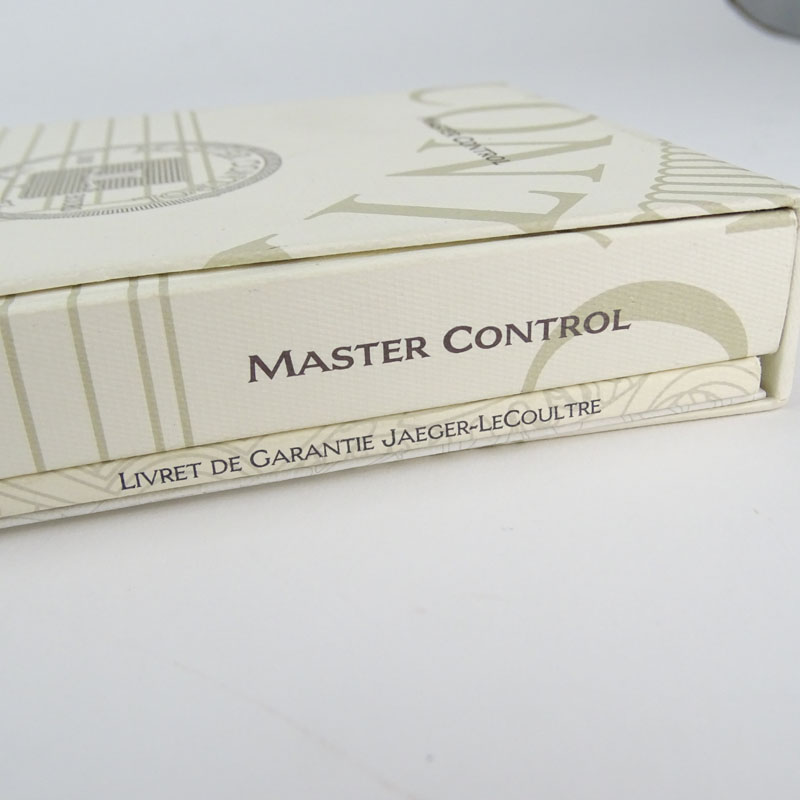 Master Control
Master Control
Livret de Garantie Jaeger-LeCoultre